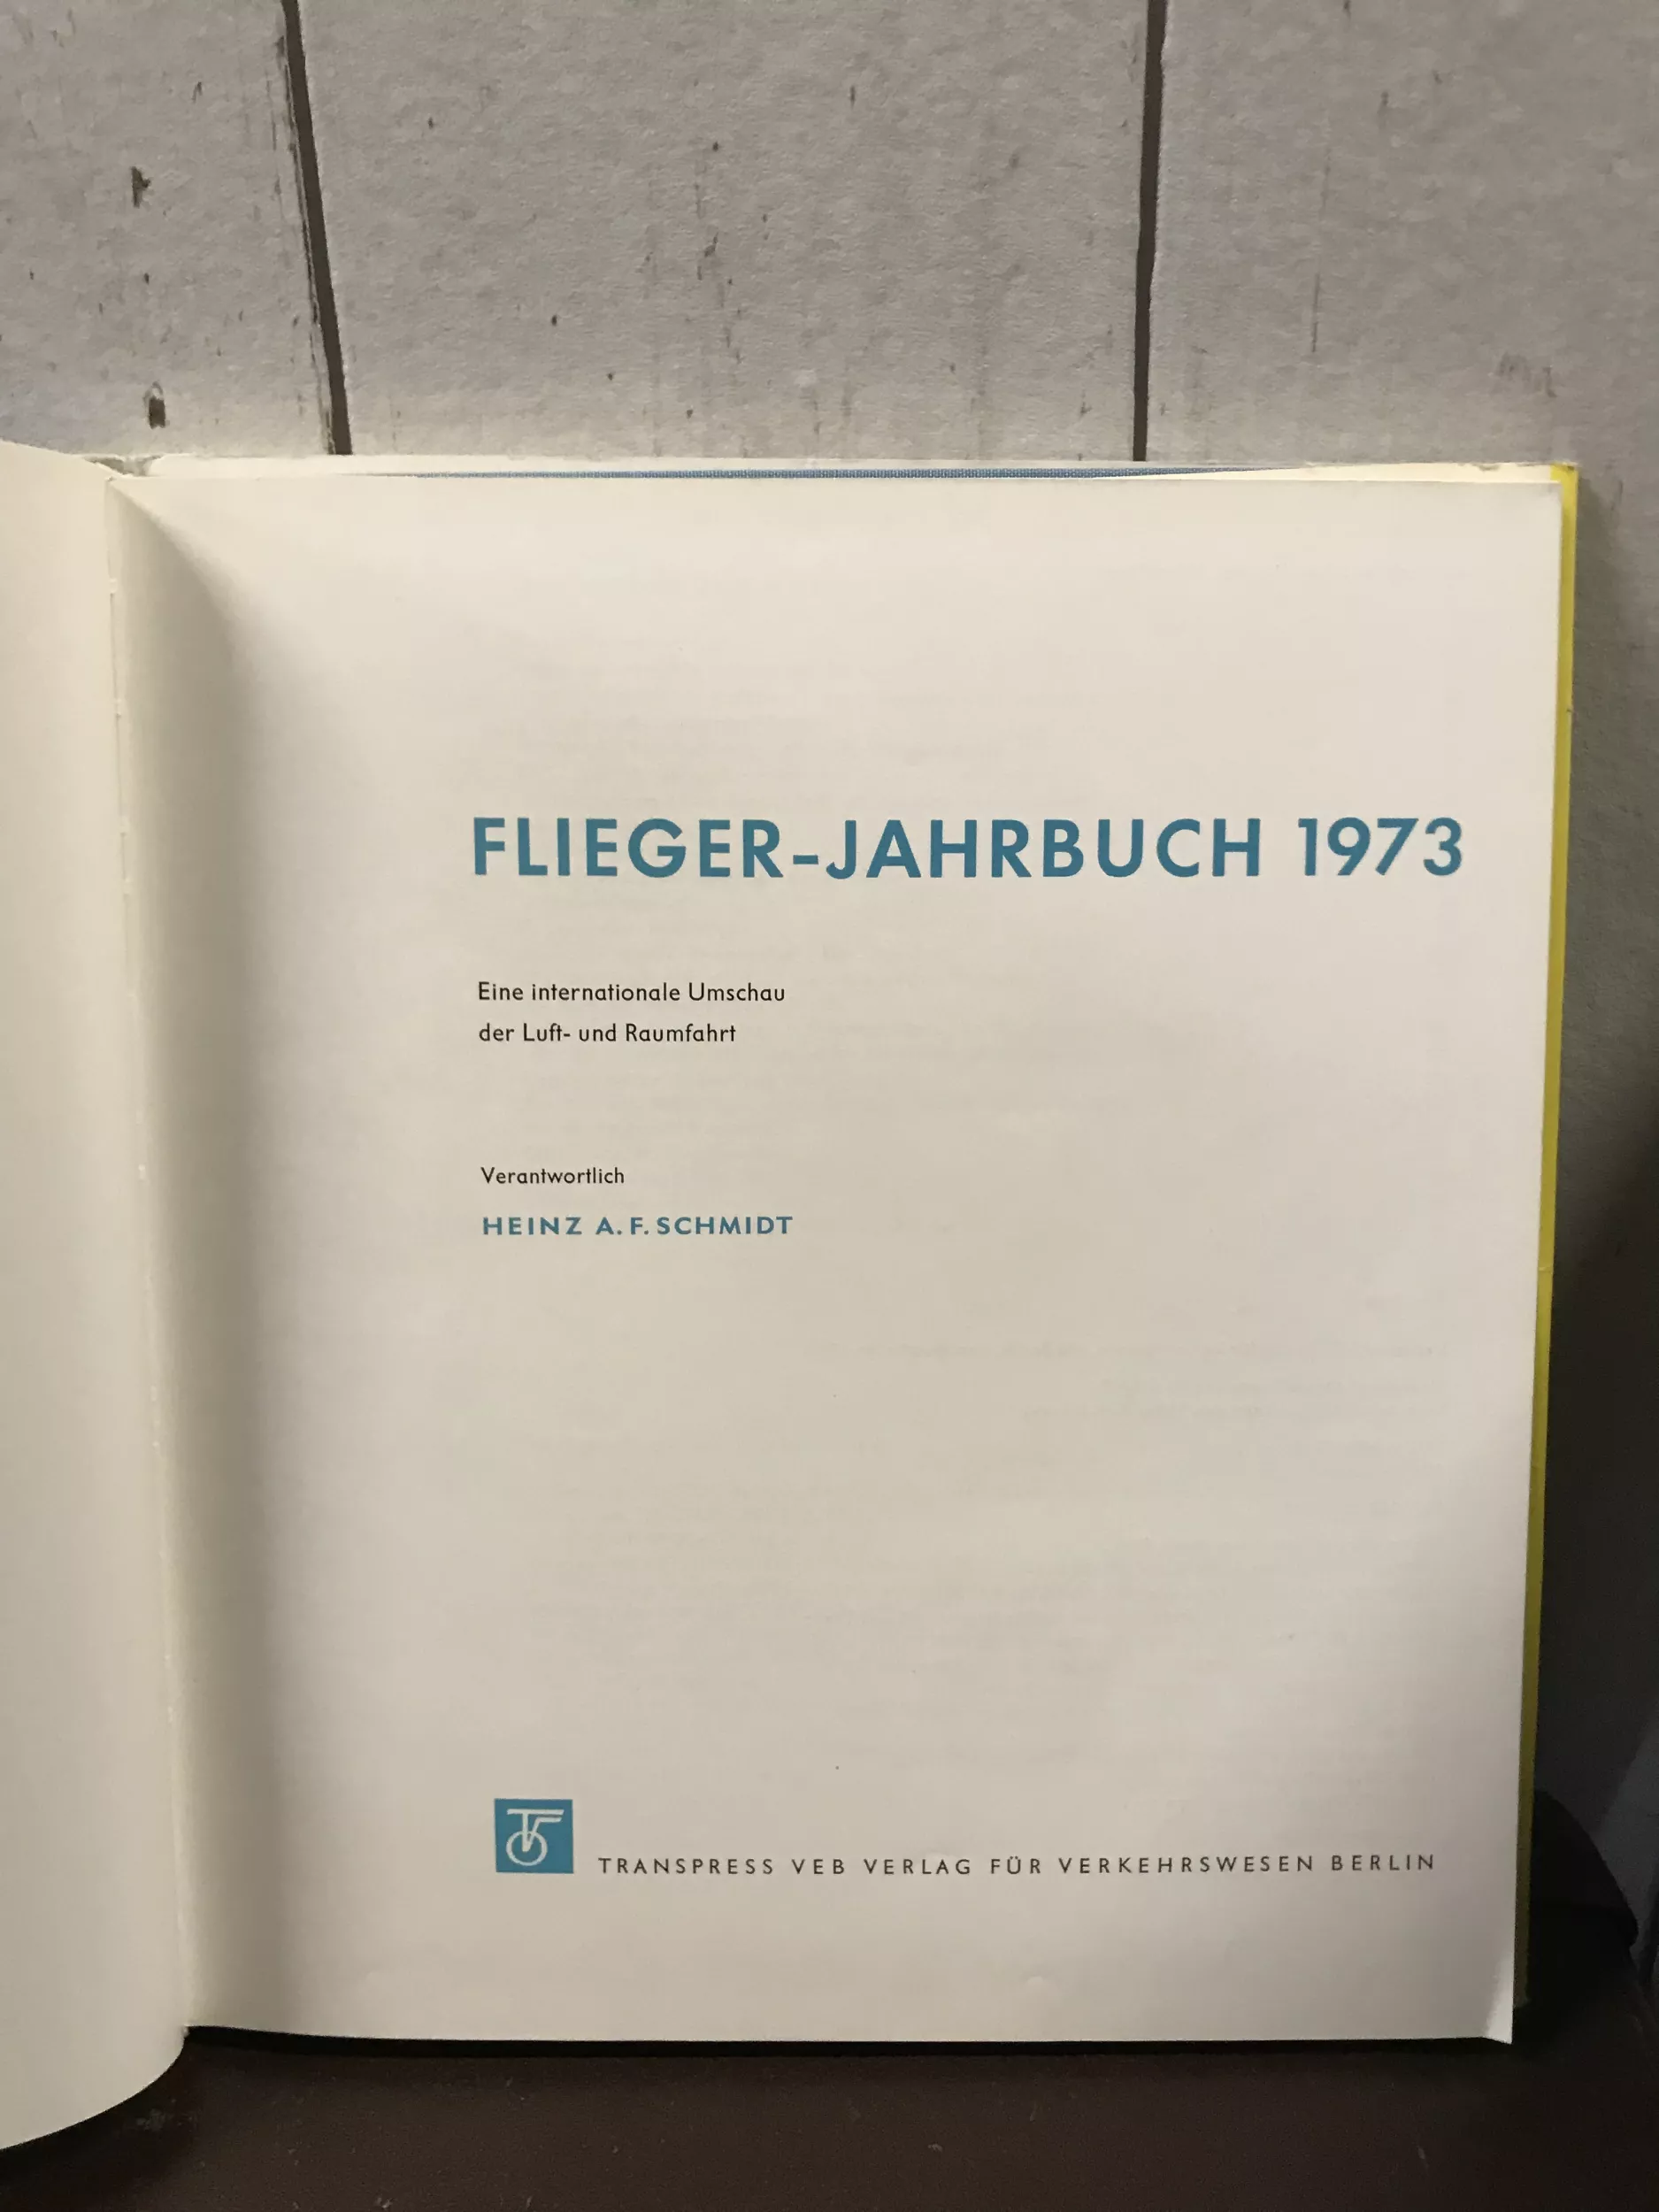 FLIEGER-JAHRBUCH 1973
Eine internationale Umschau
der Luft- und Raumfahrt
Verantwortlich
HEINZ A. F. SCHMIDT
TRANSPRESS VEB VERLAG FÜR VERKEHRSWESEN BERLIN